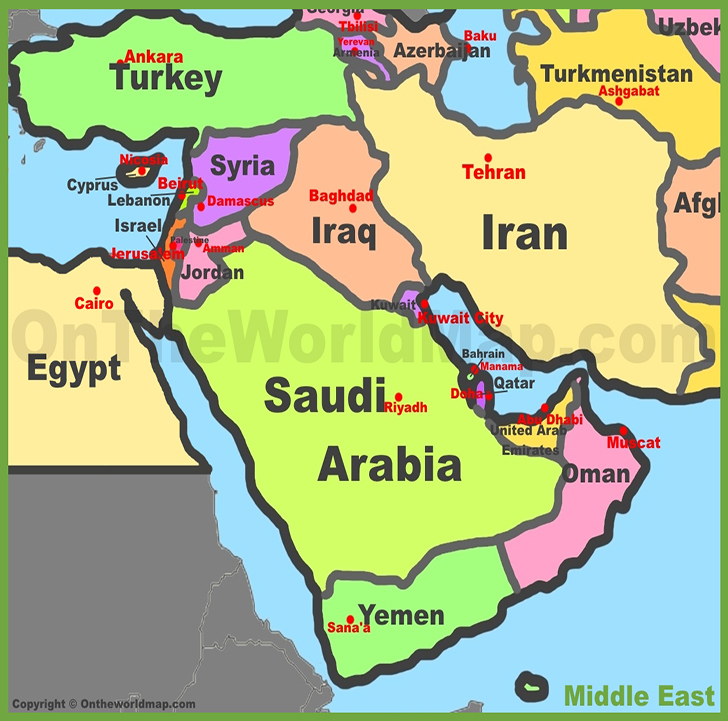 Georgia
Tbilisi
Uzbek
Yerevan
Armenia
Azerbaijan
Baku
Ankara
Turkey
Turkmenistan
Ashgabat
Nicosia
Cyprus
Syria
Tehran
Beirut
Lebanon
Damascus
Baghdad
Iraq
Iran
Afgh
Israel
Palestine
Jerusalem
Amman
Jordan
Cairo
Kuwait
Kuwait City
OnTheWorldMap.com
Egypt
Bahrain
Manama
Qatar
Doha
Saudi
Riyadh
Arabia
Abu Dhabi
United Arab
Emirates
Muscat
Oman
Yemen
Sana'a
Copyright © Ontheworldmap.com
Middle East